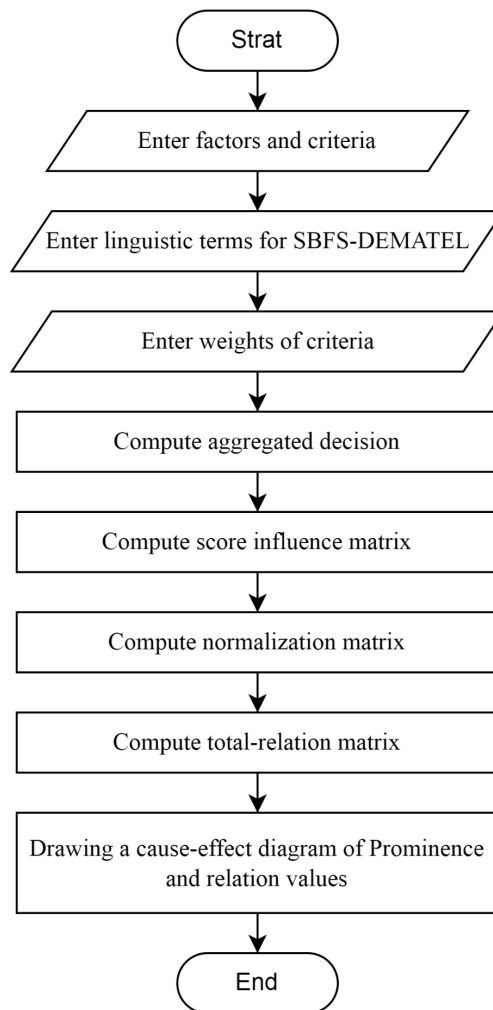 Strat
Enter factors and criteria
Enter linguistic terms for SBFS-DEMATEL
Enter weights of criteria
Compute aggregated decision
Compute score influence matrix
Compute normalization matrix
Compute total-relation matrix
Drawing a cause-effect diagram of Prominence
and relation values
End